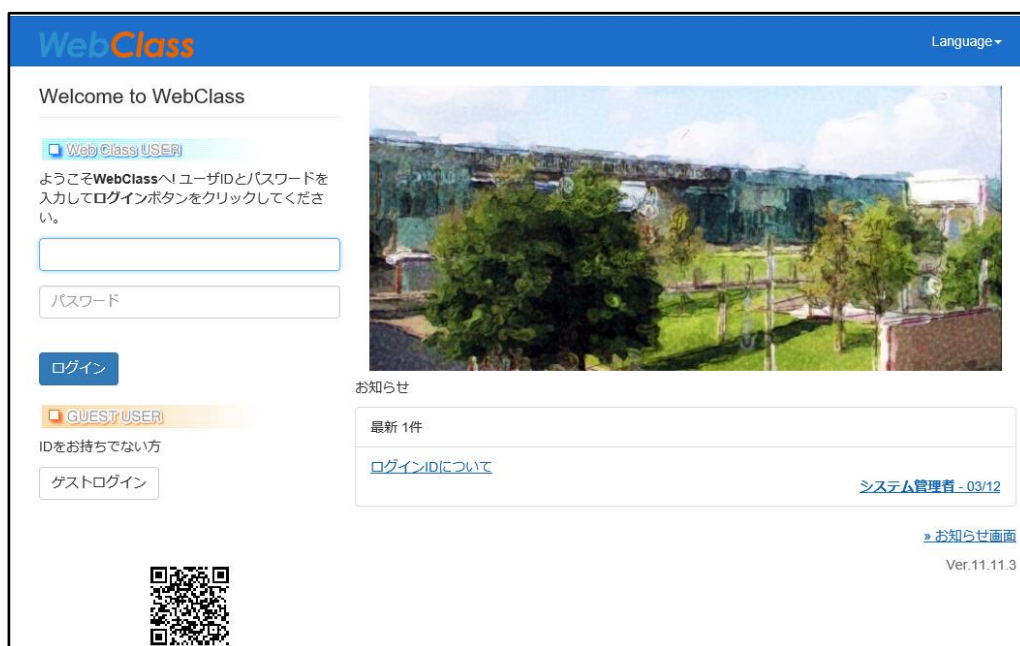 WebClass
Language
Welcome to WebClass
Web Class USER
ようこそWebClassへ! ユーザIDとパスワードを
入力してログインボタンをクリックしてくださ
い。
パスワード
ログイン
GUEST USER
IDをお持ちでない方
ゲストログイン
お知らせ
最新 1件
ログインIDについて
システム管理者 - 03/12
» お知らせ画面
Ver.11.11.3